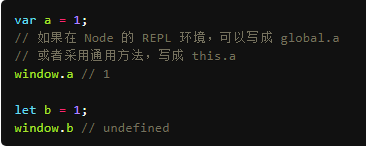 var a = 1;
// 如果在 Node 的 REPL 环境，可以写成 global.a
// 或者采用通用方法，写成 this.a
window.a // 1
let b = 1;
window.b // undefined